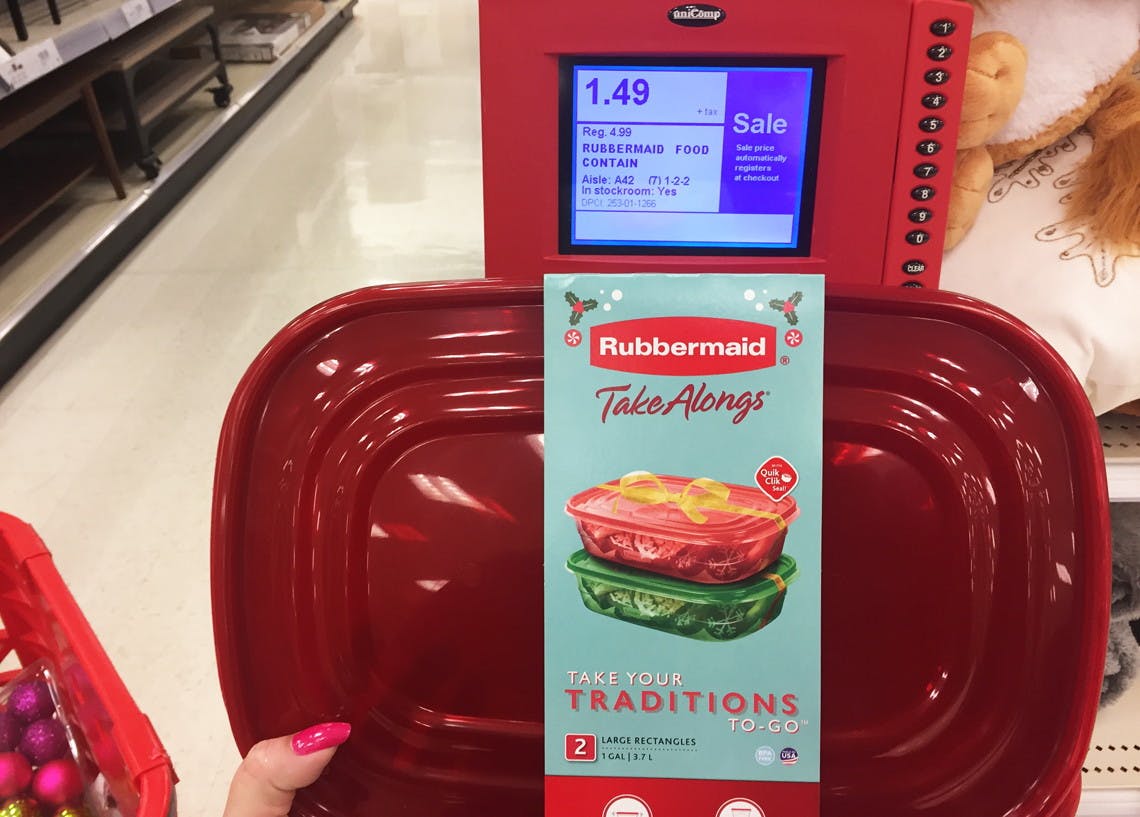 uniComp
1.49
+ tax
Reg. 4.99
RUBBERMAID FOOD
CONTAIN
Aisle: A42 (7) 1-2-2
In stockroom: Yes
DPCI: 253-01-1266
Sale
Sale price
automatically
registers
at checkout
1
2
3
4
5
6
7
8
9
0
CLEAR
Rubbermaid®
TakeAlongs®
Quik
Clik
Seal!
TAKE YOUR
TRADITIONS
TO-GO™
2 LARGE RECTANGLES
1 GAL | 3.7 L
BPA
FREE
USA